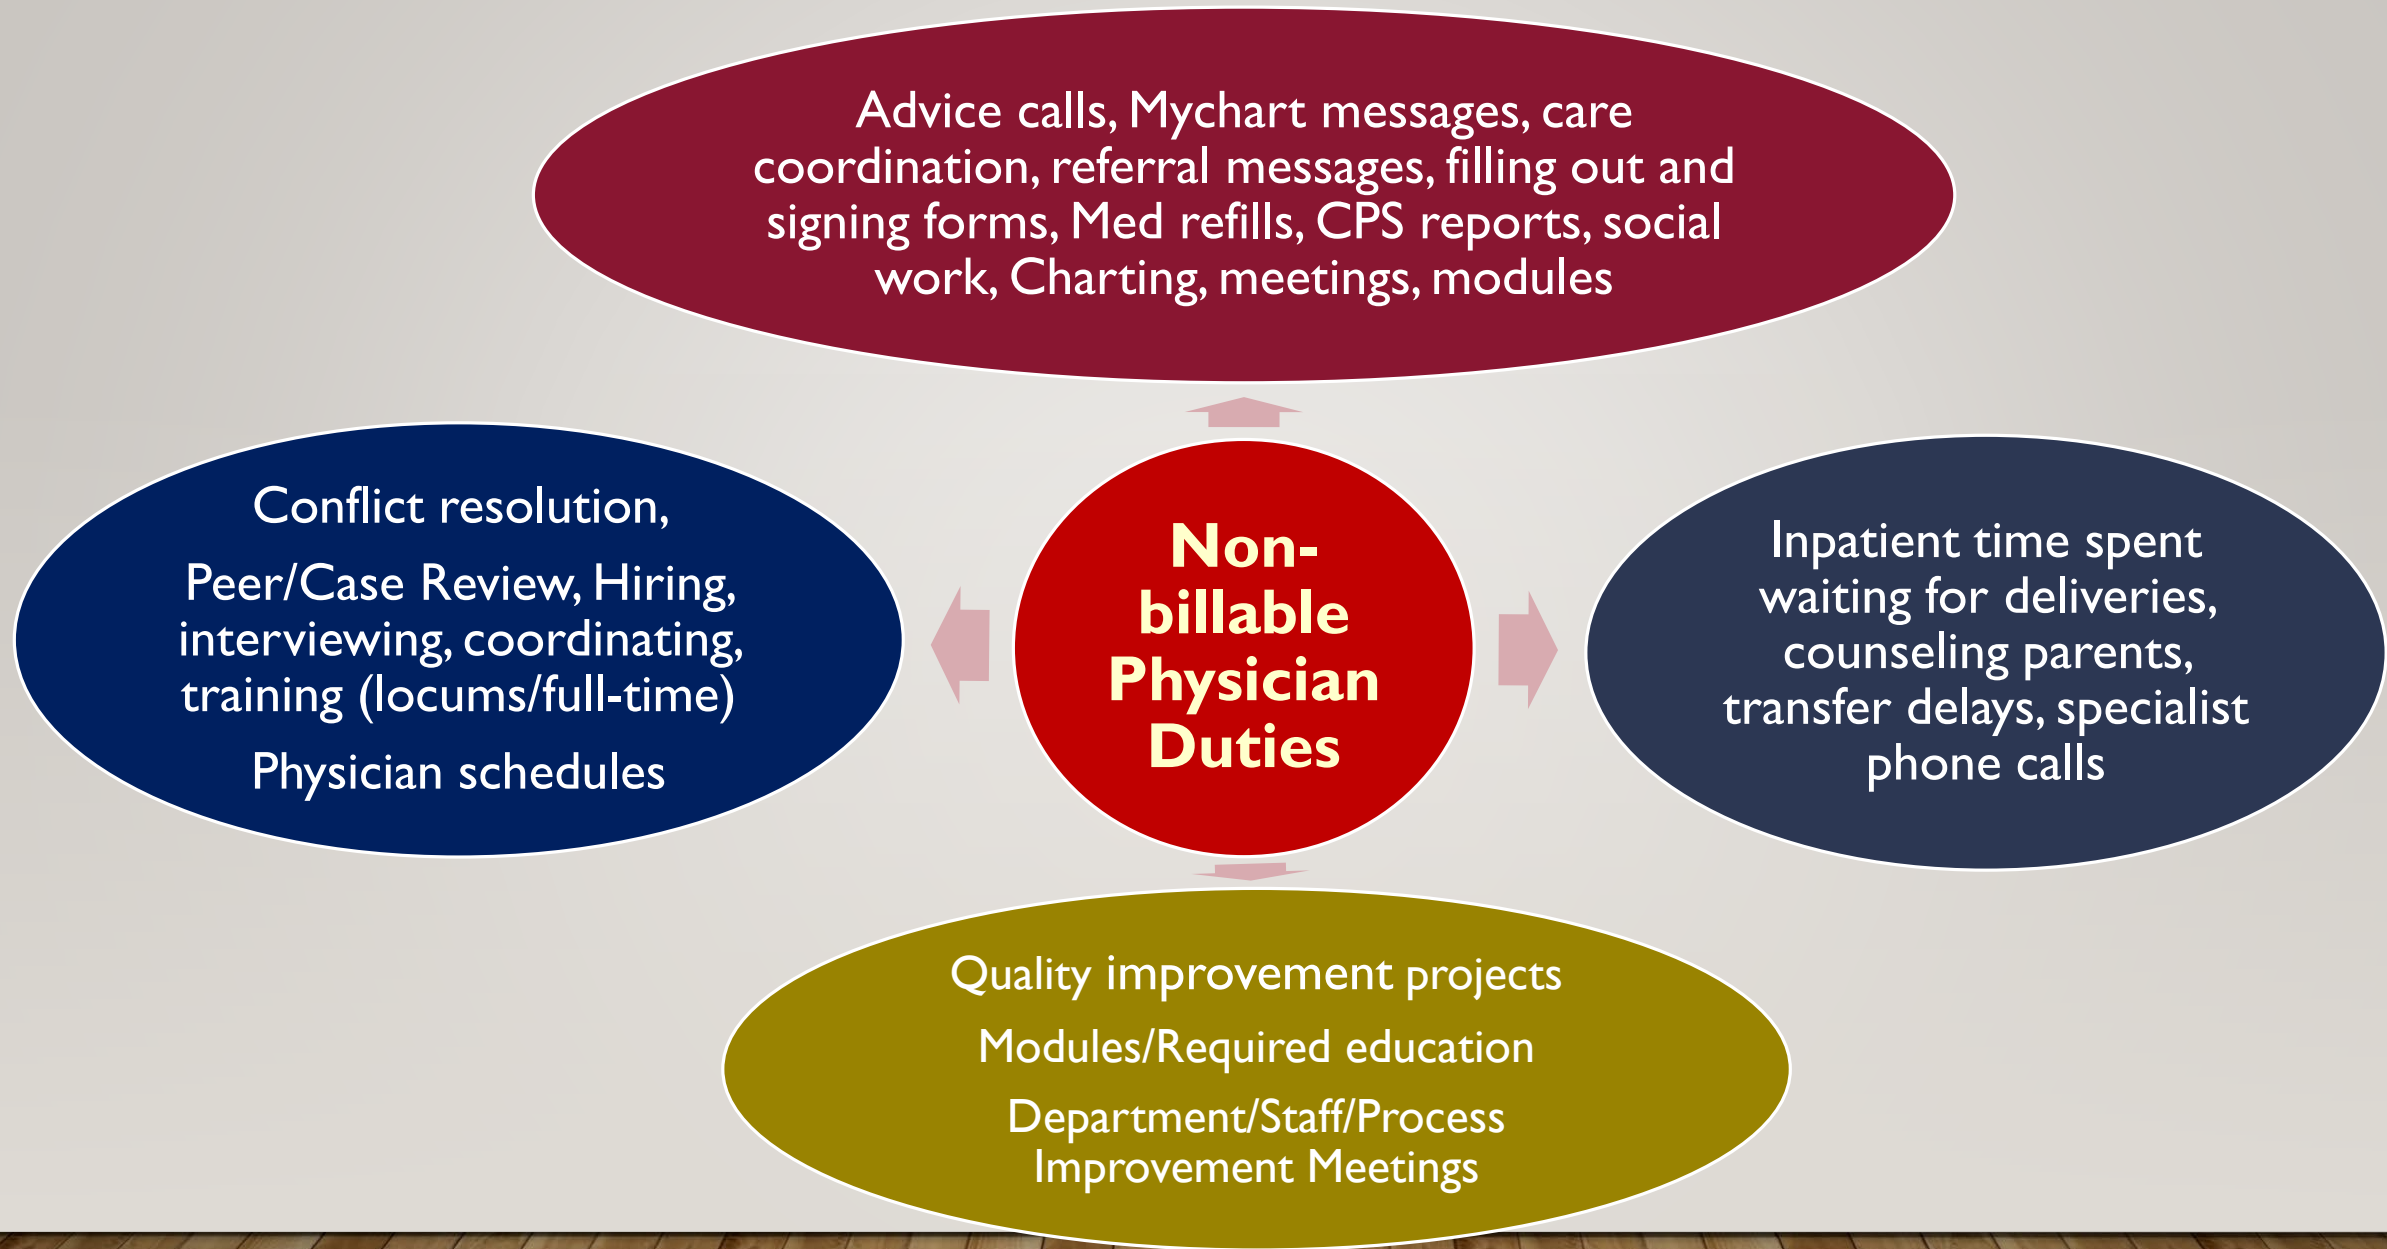 Advice calls, Mychart messages, care
coordination, referral messages, filling out and
signing forms, Med refills, CPS reports, social
work, Charting, meetings, modules
Conflict resolution,
Peer/Case Review, Hiring,
interviewing, coordinating,
training (locums/full-time)
Physician schedules
Non-
billable
Physician
Duties
Inpatient time spent
waiting for deliveries,
counseling parents,
transfer delays, specialist
phone calls
Quality improvement projects
Modules/Required education
Department/Staff/Process
Improvement Meetings